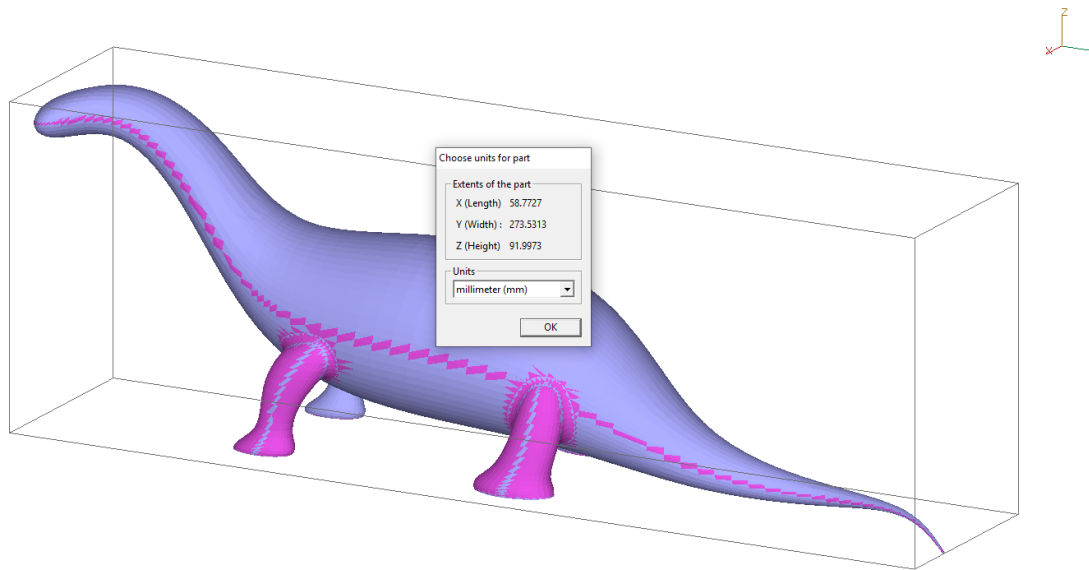 Z
X
Choose units for part
Extents of the part
X (Length) 58.7727
Y (Width) : 273.5313
Z (Height) 91.9973
Units
millimeter (mm)
OK